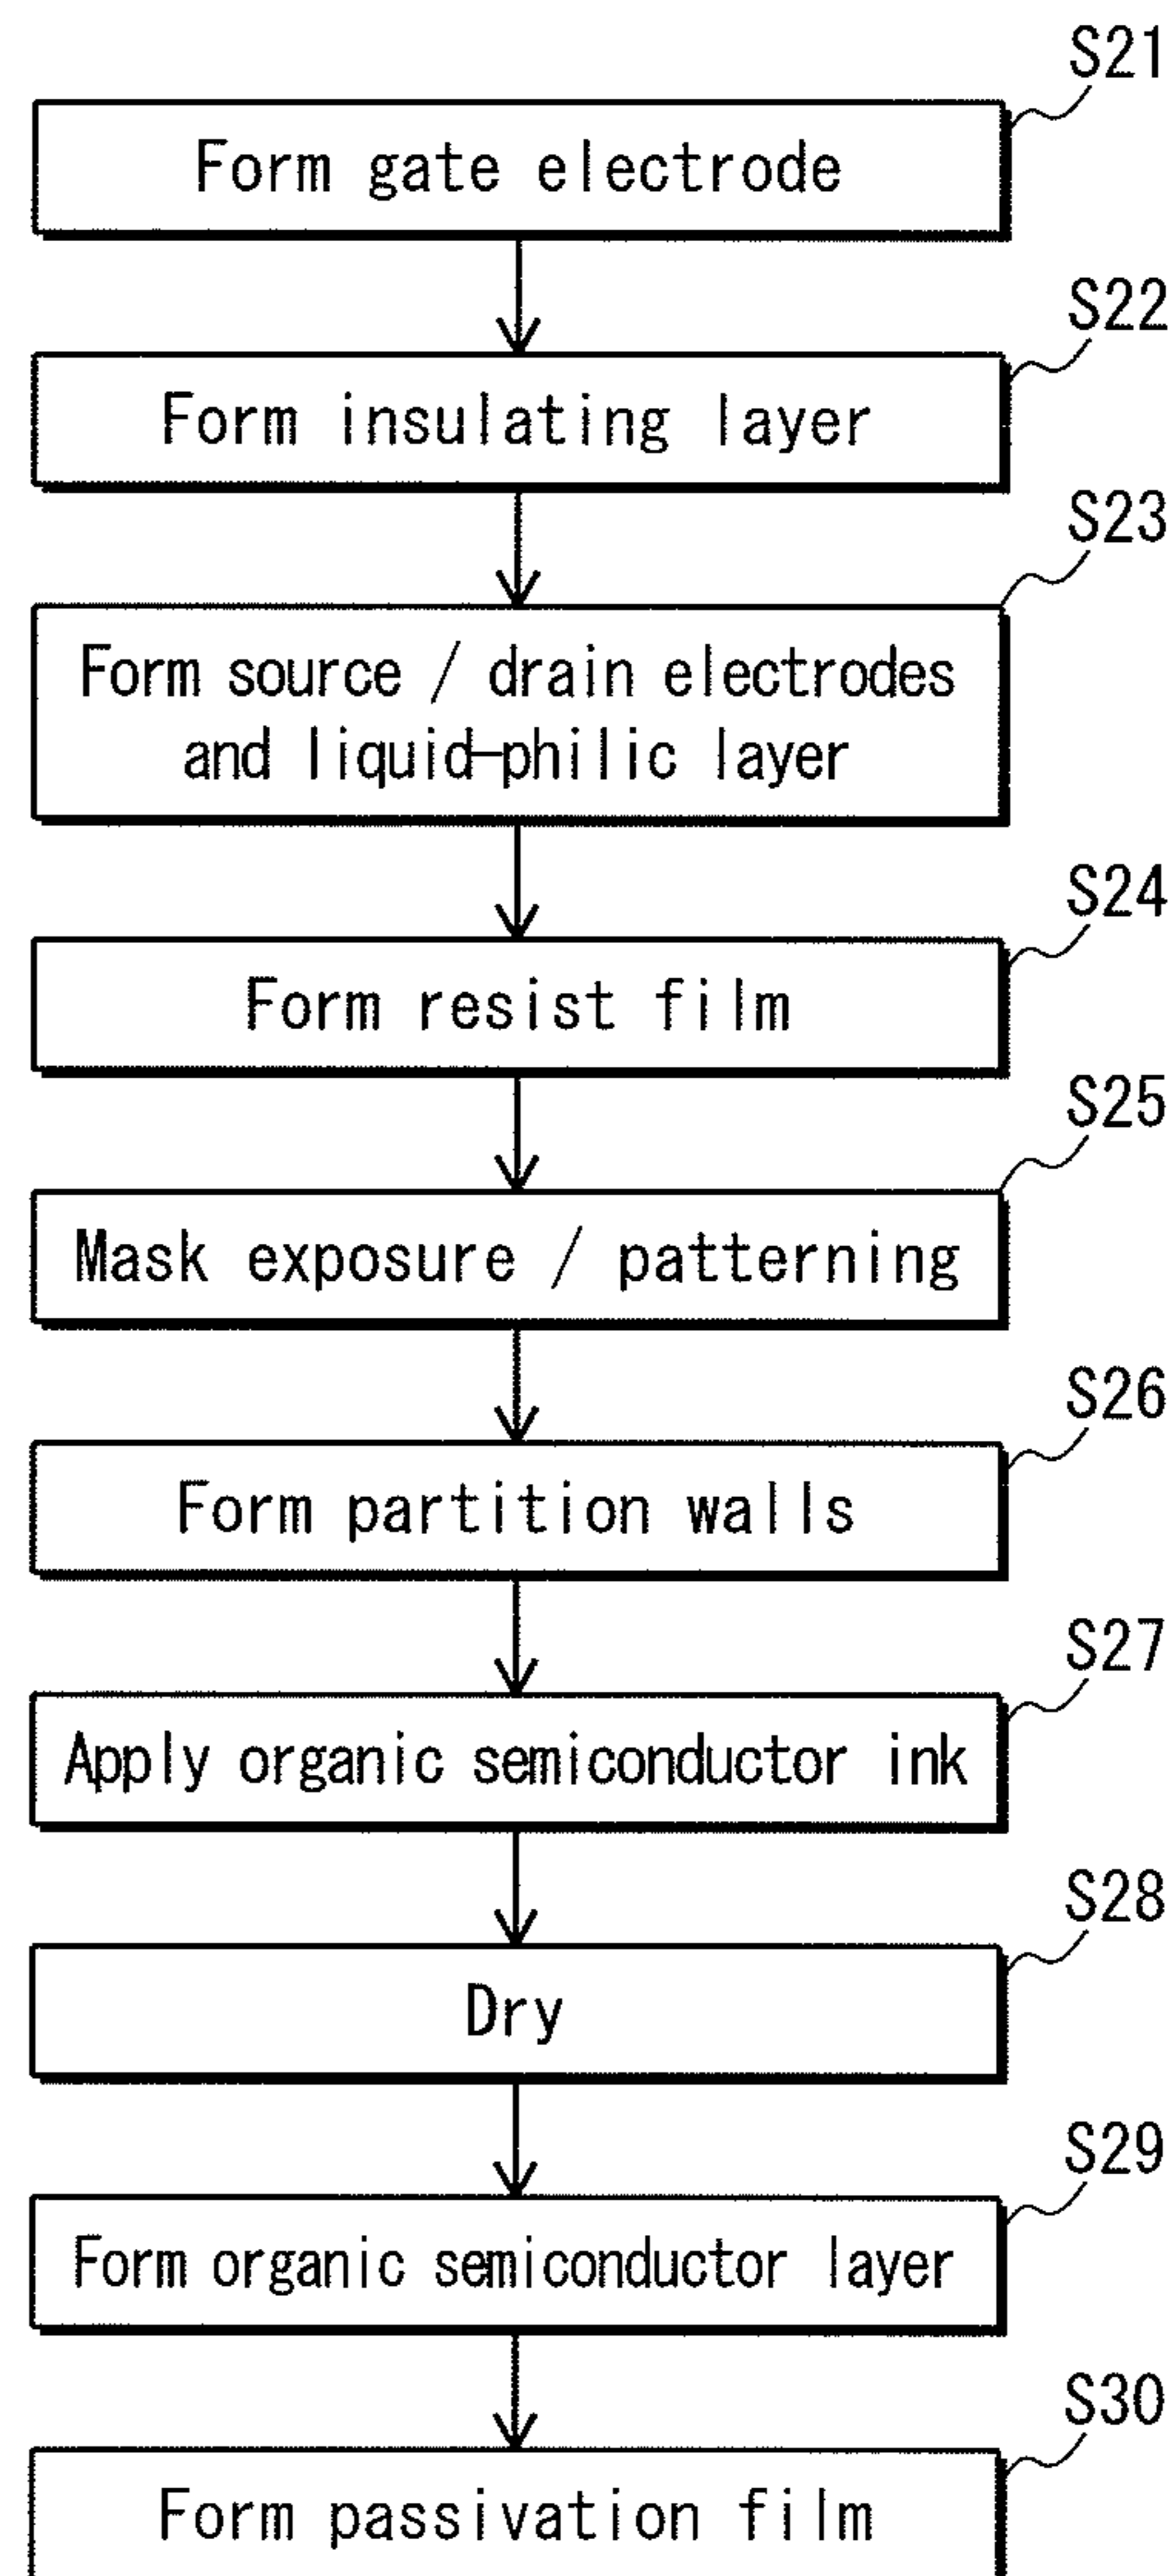 S21
Form gate electrode
S22
Form insulating layer
S23
Form source / drain electrodes
and liquid-philic layer
S24
Form resist film
S25
Mask exposure / patterning
S26
Form partition walls
S27
Apply organic semiconductor ink
S28
Dry
S29
Form organic semiconductor layer
S30
Form passivation film